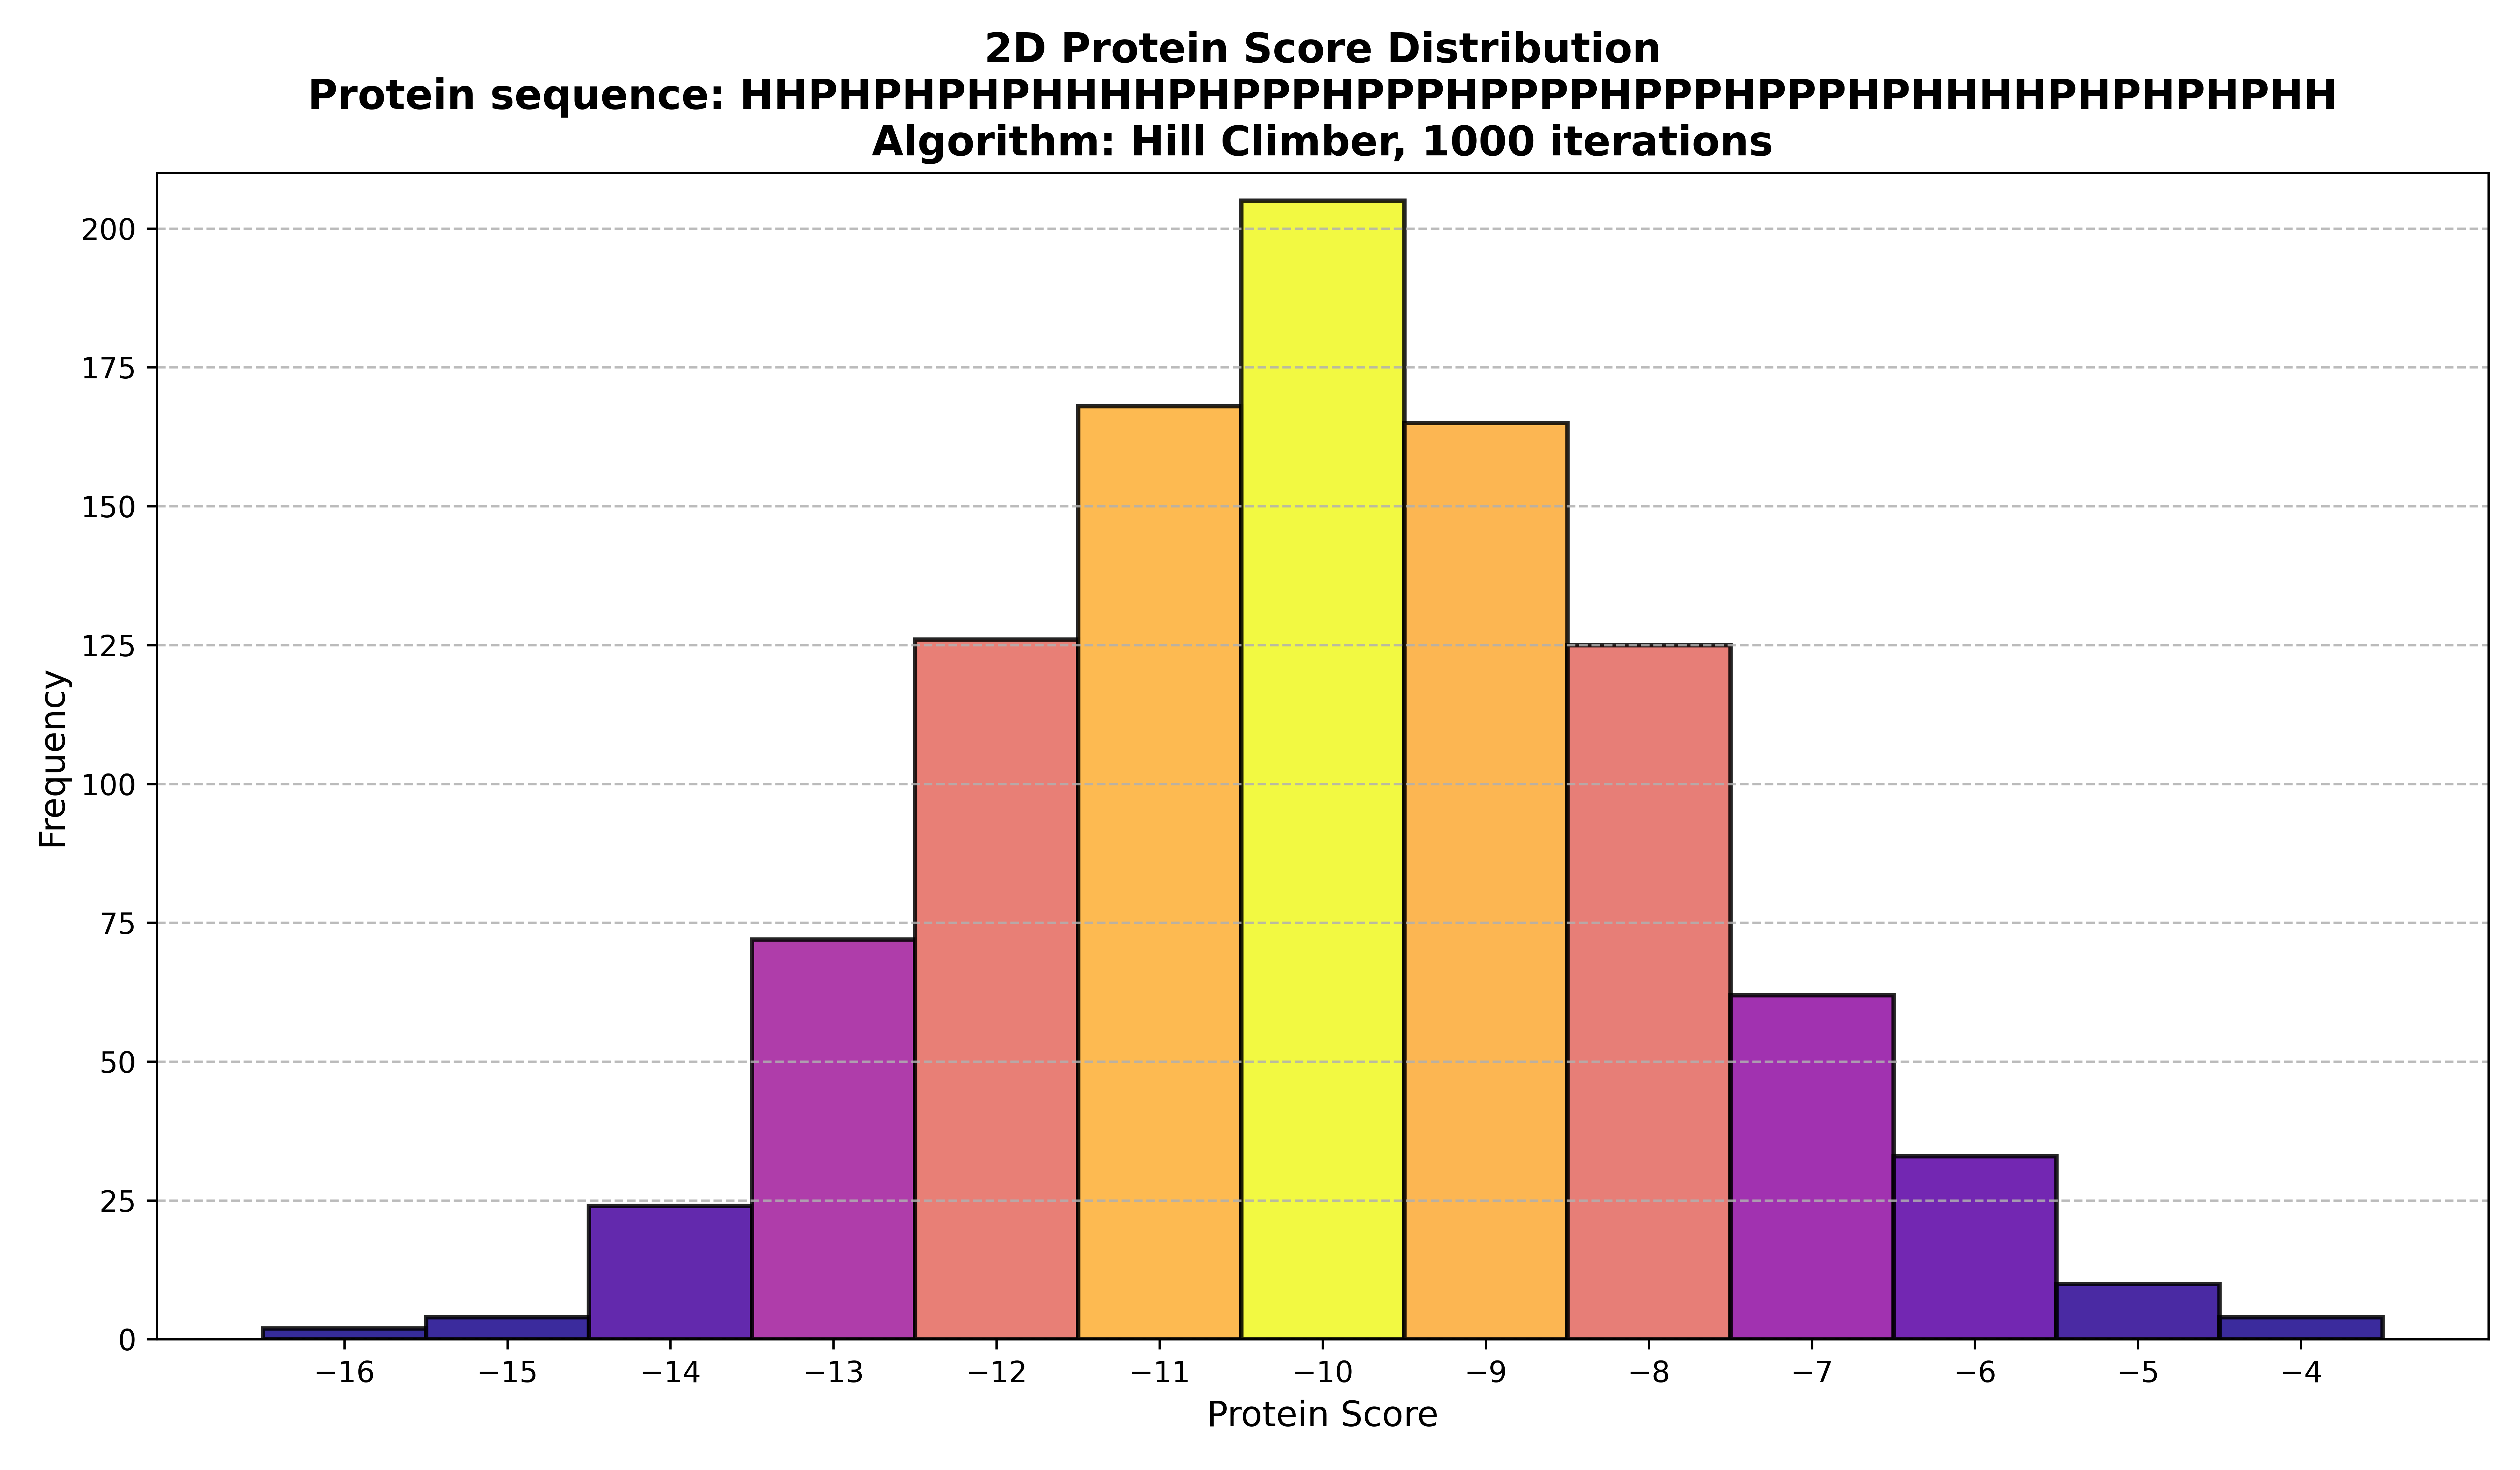 2D Protein Score Distribution
Protein sequence: HHPHPHPHPHHHHPHPPPHPPPHPPPPHPPPHPPPHPHHHHPHPHPHPHH
Algorithm: Hill Climber, 1000 iterations
200
175
150
125
100
75
50
25
0
Frequency
−16 −15 −14 −13 −12 −11 −10 −9 −8 −7 −6 −5 −4
Protein Score